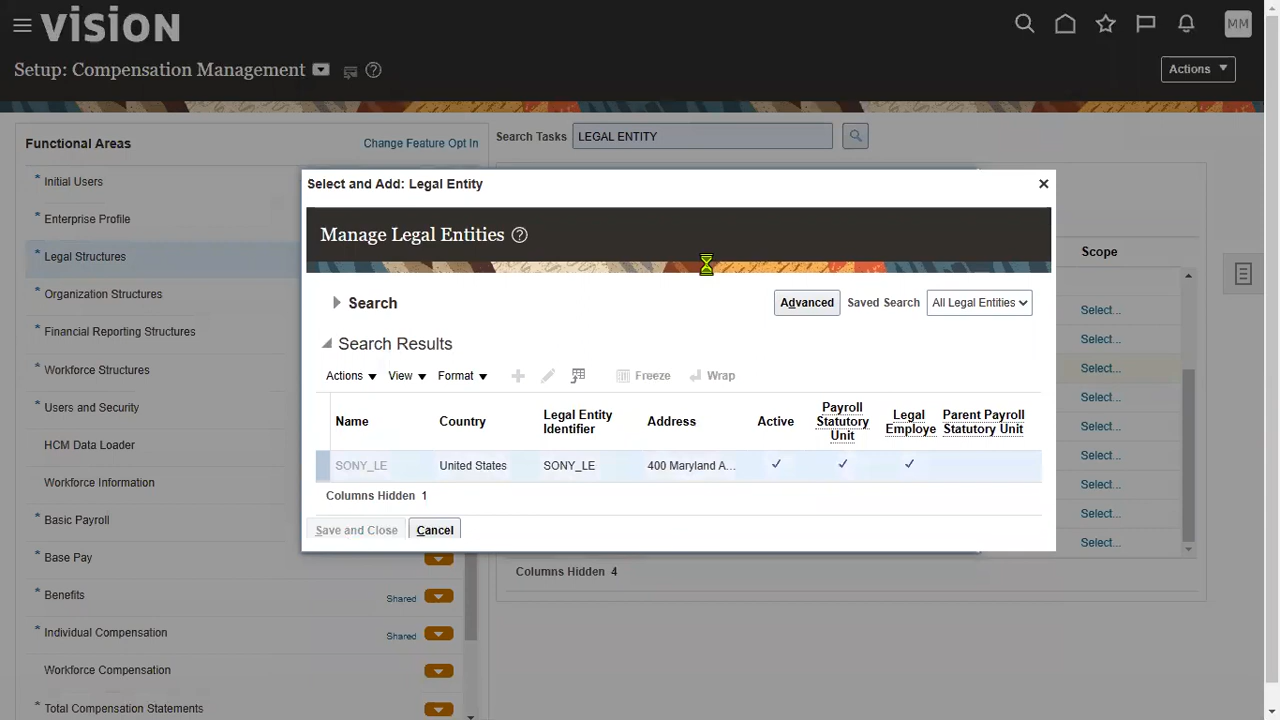 vision
MM
Setup: Compensation Management
Actions
Functional Areas
Change Feature Opt In
Search Tasks LEGAL ENTITY
* Initial Users
* Enterprise Profile
* Legal Structures
* Organization Structures
* Financial Reporting Structures
* Workforce Structures
* Users and Security
HCM Data Loader
Workforce Information
* Basic Payroll
* Base Pay
* Benefits Shared
* Individual Compensation Shared
Workforce Compensation
* Total Compensation Statements
Select and Add: Legal Entity
Manage Legal Entities
Search
Advanced Saved Search All Legal Entities
Search Results
Actions View Format Freeze Wrap
Name Country Legal Entity Identifier Address Active Payroll Statutory Unit Legal Employe Parent Payroll Statutory Unit
SONY_LE United States SONY_LE 400 Maryland A...
Columns Hidden 1
Save and Close Cancel
Scope
Select...
Select...
Select...
Select...
Select...
Select...
Select...
Select...
Select...
Columns Hidden 4